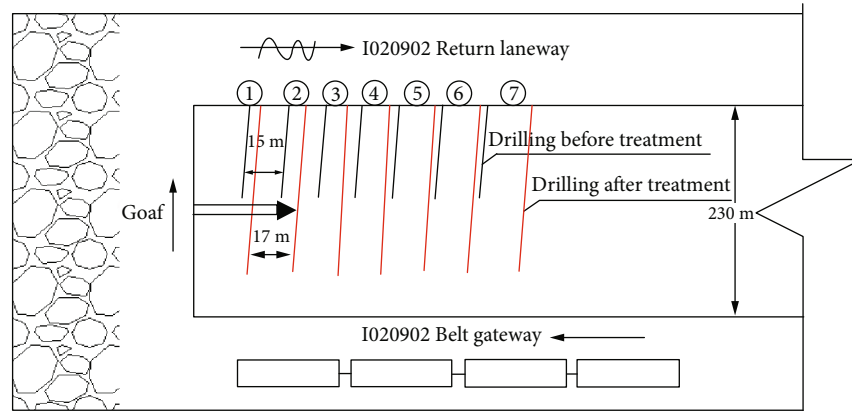 I020902 Return laneway
1 2 3 4 5 6 7
15 m
Drilling before treatment
Drilling after treatment
Goaf
230 m
17 m
I020902 Belt gateway